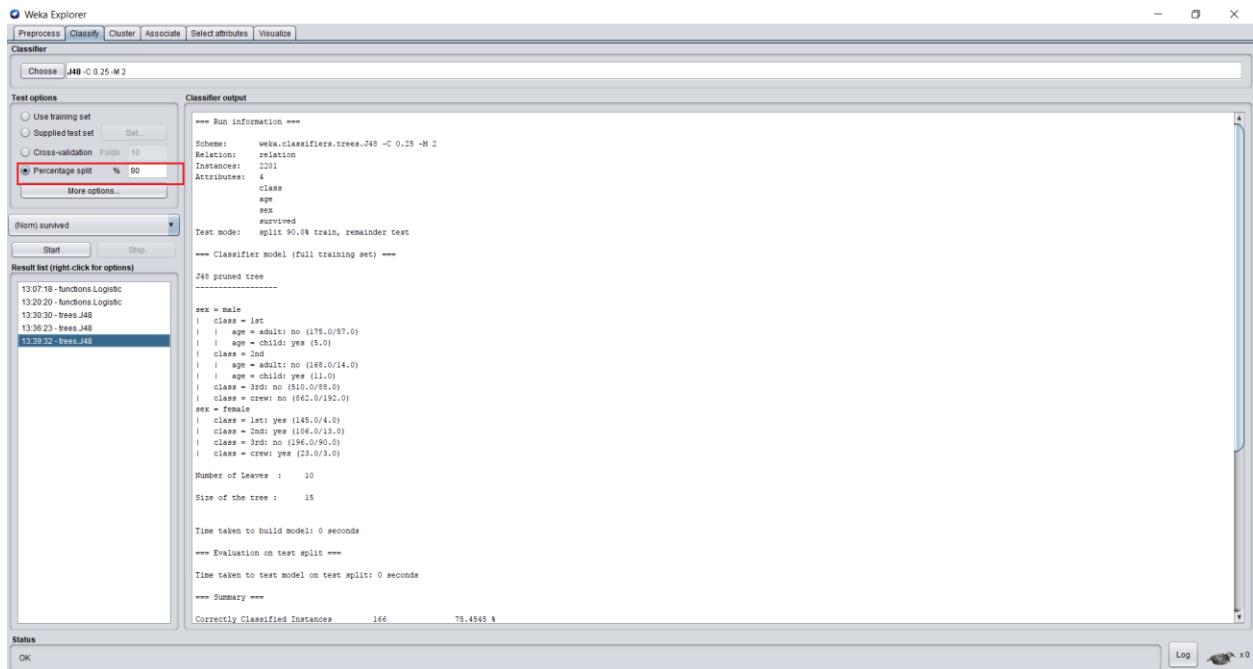 Weka Explorer
Preprocess Classify Cluster Associate Select attributes Visualize
Classifier
Choose J48 -C 0.25 -M 2
Test options
Use training set
Supplied test set Set...
Cross-validation Folds 10
Percentage split % 90
More options...
(Nom) survived
Start Stop
Result list (right-click for options)
13:07:18 - functions.Logistic
13:20:20 - functions.Logistic
13:30:30 - trees.J48
13:36:23 - trees.J48
13:39:32 - trees.J48
Classifier output
=== Run information ===
Scheme: weka.classifiers.trees.J48 -C 0.25 -M 2
Relation: relation
Instances: 2201
Attributes: 4
class
age
sex
survived
Test mode: split 90.0% train, remainder test
=== Classifier model (full training set) ===
J48 pruned tree
------------------
sex = male
| class = 1st
| | age = adult: no (175.0/57.0)
| | age = child: yes (5.0)
| class = 2nd
| | age = adult: no (168.0/14.0)
| | age = child: yes (11.0)
| class = 3rd: no (510.0/88.0)
| class = crew: no (862.0/192.0)
sex = female
| class = 1st: yes (145.0/4.0)
| class = 2nd: yes (106.0/13.0)
| class = 3rd: no (196.0/90.0)
| class = crew: yes (23.0/3.0)
Number of Leaves : 10
Size of the tree : 15
Time taken to build model: 0 seconds
=== Evaluation on test split ===
Time taken to test model on test split: 0 seconds
=== Summary ===
Correctly Classified Instances 166 75.4545 %
Status
OK
Log x 0